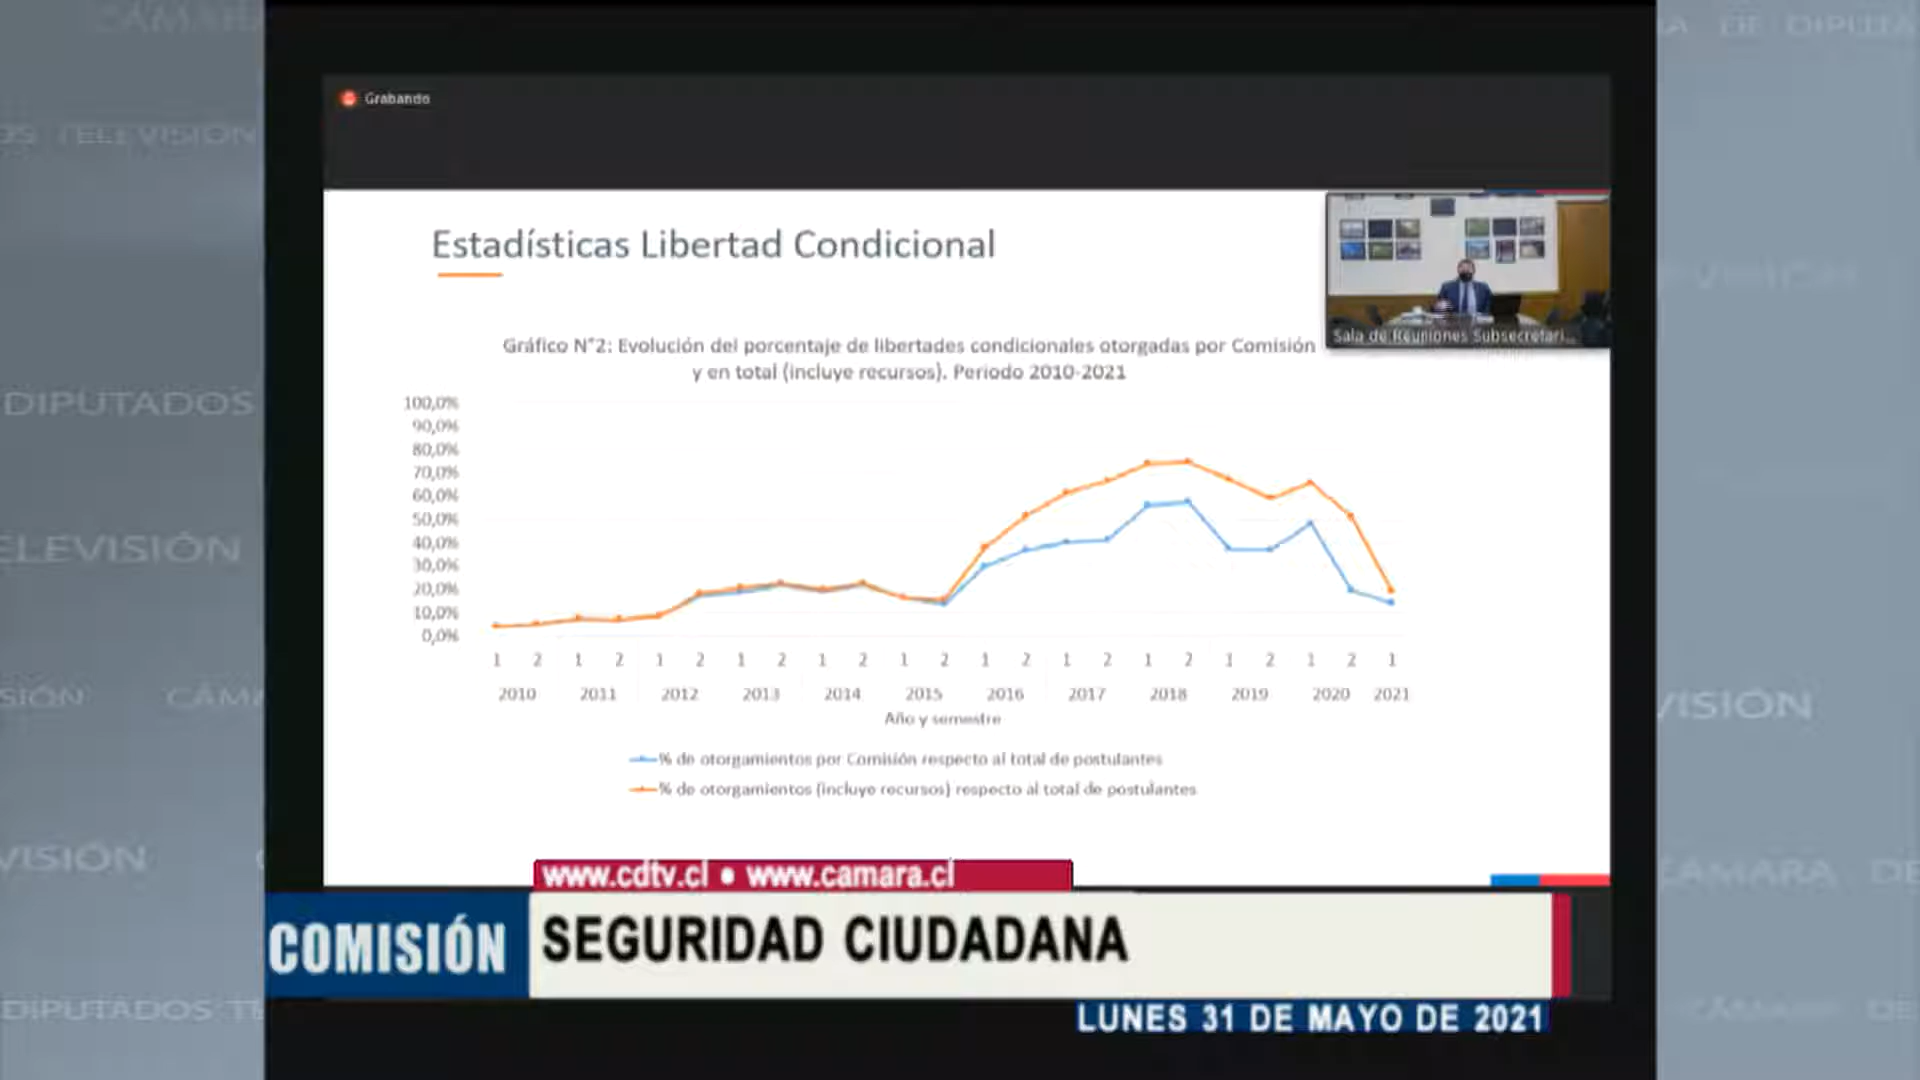 Grabando
Estadísticas Libertad Condicional
Sala de Reuniones Subsecretari...
Gráfico N°2: Evolución del porcentaje de libertades condicionales otorgadas por Comisión
y en total (incluye recursos). Periodo 2010-2021
100,0%
90,0%
80,0%
70,0%
60,0%
50,0%
40,0%
30,0%
20,0%
10,0%
0,0%
1 2 1 2 1 2 1 2 1 2 1 2 1 2 1 2 1 2 1 2 1 2 1
2010 2011 2012 2013 2014 2015 2016 2017 2018 2019 2020 2021
Año y semestre
% de otorgamientos por Comisión respecto al total de postulantes
% de otorgamientos (incluye recursos) respecto al total de postulantes
www.cdtv.cl • www.camara.cl
COMISIÓN
SEGURIDAD CIUDADANA
LUNES 31 DE MAYO DE 2021
DIPUTADOS
TELEVISIÓN